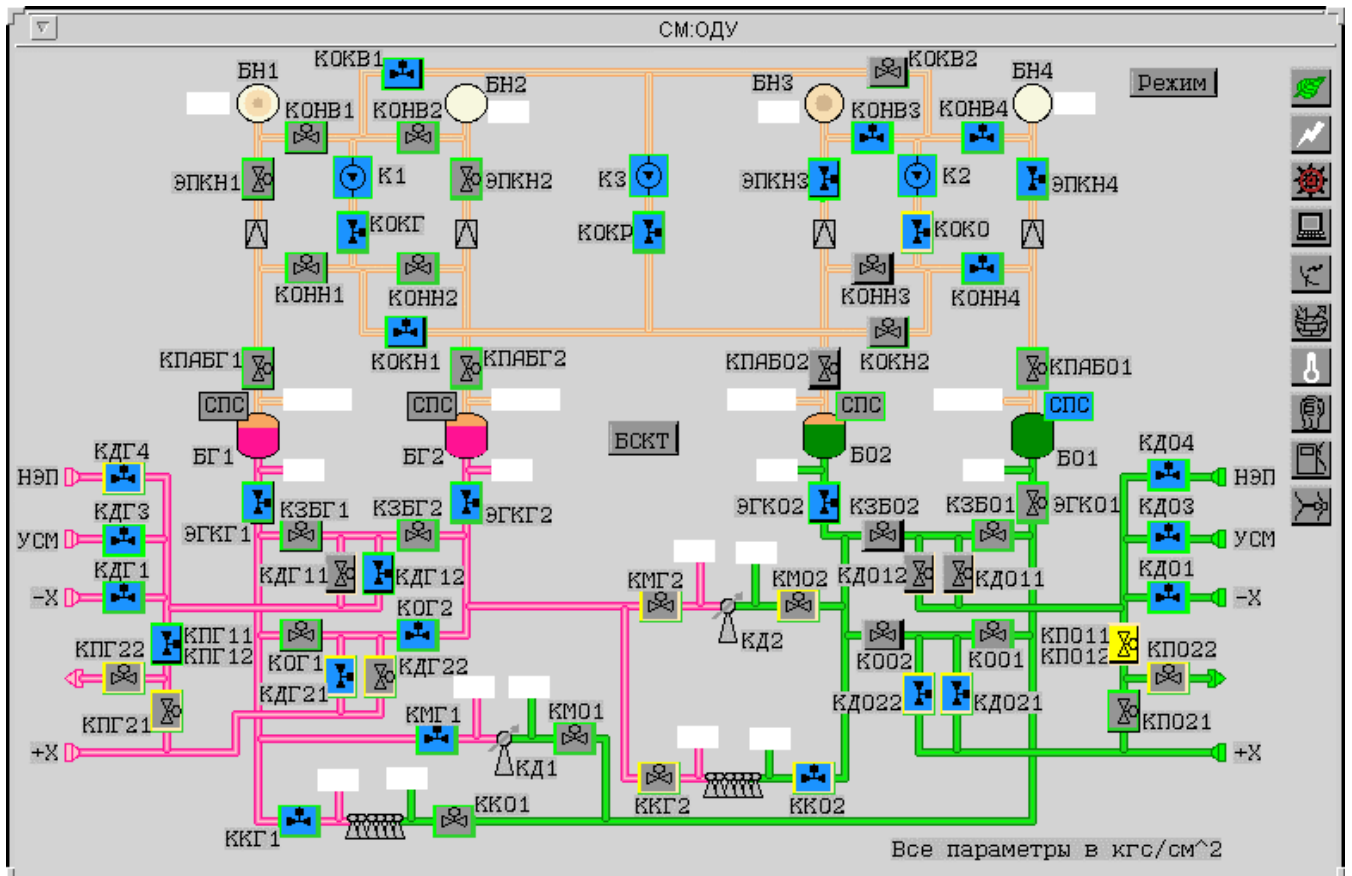 СМ:ОДУ
КОКВ1 КОКВ2
БН1 БН2 БН3 БН4 Режим
КОНВ1 КОНВ2 КОНВ3 КОНВ4
ЭПКН1 К1 ЭПКН2 К3 ЭПКН3 К2 ЭПКН4
КОКГ КОКР КОКО
КОНН1 КОНН2 КОНН3 КОНН4
КПАБГ1 КОКН1 КПАБГ2 КПАБО2 КОКН2 КПАБО1
СПС СПС СПС СПС
БГ1 БГ2 БСКТ БО2 БО1
КДГ4 КДО4
НЭП НЭП
ЭГКГ1 КЗБГ1 КЗБГ2 ЭГКГ2 ЭГКО2 КЗБО2 КЗБО1 ЭГКО1
КДГ3 КДО3
УСМ УСМ
КДГ1 КДГ11 КДГ12 КМГ2 КМО2 КДО12 КДО11 КДО1
-X -X
КОГ2 КД2
КПГ11 КПО11
КПГ22 КПГ12 КОГ1 КДГ22 КОО2 КОО1 КПО12 КПО22
КДГ21 КДО22 КДО21
КПГ21 КМГ1 КМО1 КПО21
+X +X
КД1
ККГ1 ККО1 ККГ2 ККО2
Все параметры в кгс/см^2